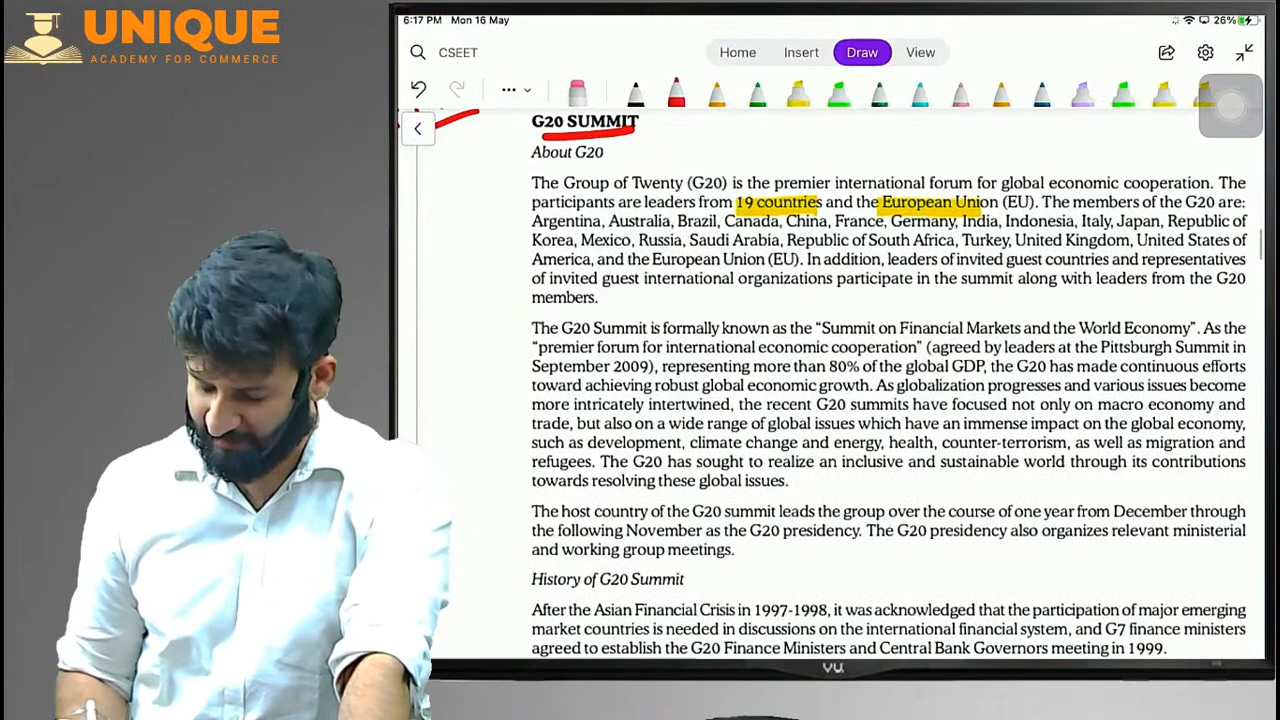 UNIQUE
ACADEMY FOR COMMERCE
6:17 PM Mon 16 May
26%
CSEET
Home Insert Draw View
G20 SUMMIT
About G20
The Group of Twenty (G20) is the premier international forum for global economic cooperation. The
participants are leaders from 19 countries and the European Union (EU). The members of the G20 are:
Argentina, Australia, Brazil, Canada, China, France, Germany, India, Indonesia, Italy, Japan, Republic of
Korea, Mexico, Russia, Saudi Arabia, Republic of South Africa, Turkey, United Kingdom, United States of
America, and the European Union (EU). In addition, leaders of invited guest countries and representatives
of invited guest international organizations participate in the summit along with leaders from the G20
members.
The G20 Summit is formally known as the “Summit on Financial Markets and the World Economy”. As the
“premier forum for international economic cooperation” (agreed by leaders at the Pittsburgh Summit in
September 2009), representing more than 80% of the global GDP, the G20 has made continuous efforts
toward achieving robust global economic growth. As globalization progresses and various issues become
more intricately intertwined, the recent G20 summits have focused not only on macro economy and
trade, but also on a wide range of global issues which have an immense impact on the global economy,
such as development, climate change and energy, health, counter-terrorism, as well as migration and
refugees. The G20 has sought to realize an inclusive and sustainable world through its contributions
towards resolving these global issues.
The host country of the G20 summit leads the group over the course of one year from December through
the following November as the G20 presidency. The G20 presidency also organizes relevant ministerial
and working group meetings.
History of G20 Summit
After the Asian Financial Crisis in 1997-1998, it was acknowledged that the participation of major emerging
market countries is needed in discussions on the international financial system, and G7 finance ministers
agreed to establish the G20 Finance Ministers and Central Bank Governors meeting in 1999.
vu